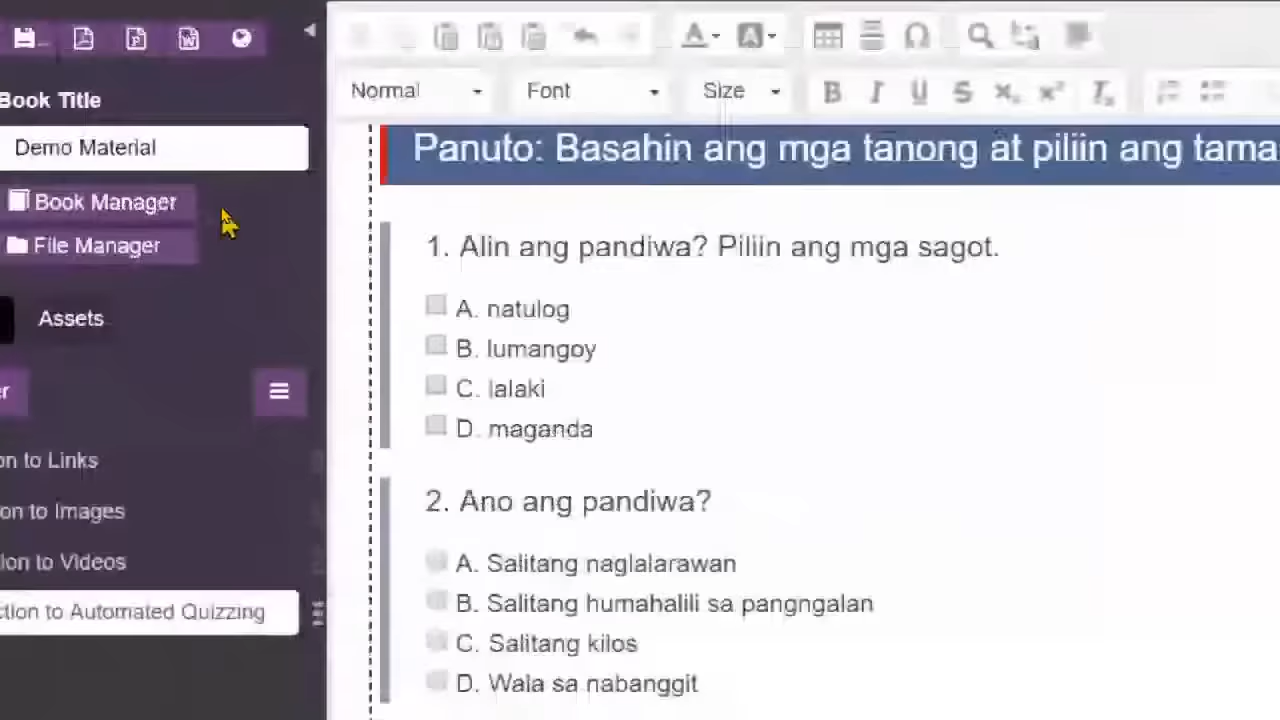 Book Title
Demo Material
Book Manager
File Manager
Assets
er
on to Links
on to Images
ion to Videos
ction to Automated Quizzing
Normal
Font
Size
Panuto: Basahin ang mga tanong at piliin ang tama
1. Alin ang pandiwa? Piliin ang mga sagot.
A. natulog
B. lumangoy
C. lalaki
D. maganda
2. Ano ang pandiwa?
A. Salitang naglalarawan
B. Salitang humahalili sa pangngalan
C. Salitang kilos
D. Wala sa nabanggit